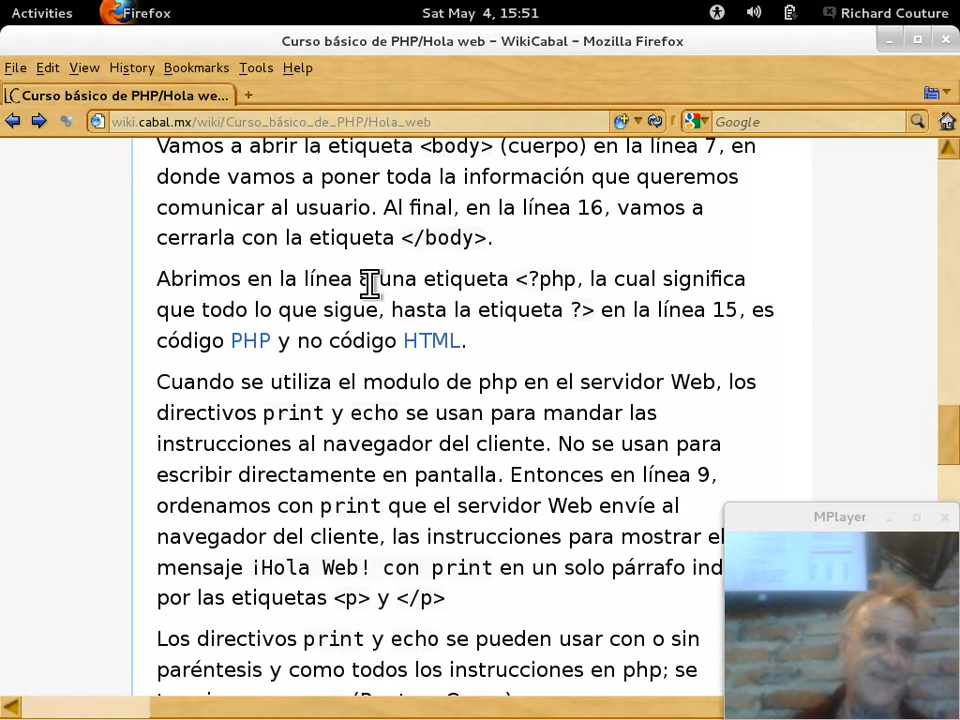 Activities Firefox Sat May 4, 15:51 Richard Couture
Curso básico de PHP/Hola web – WikiCabal – Mozilla Firefox
File Edit View History Bookmarks Tools Help
Curso básico de PHP/Hola we...
wiki.cabal.mx/wiki/Curso_básico_de_PHP/Hola_web Google
Vamos a abrir la etiqueta <body> (cuerpo) en la línea 7, en
donde vamos a poner toda la información que queremos
comunicar al usuario. Al final, en la línea 16, vamos a
cerrarla con la etiqueta </body>.
Abrimos en la línea una etiqueta <?php, la cual significa
que todo lo que sigue, hasta la etiqueta ?> en la línea 15, es
código PHP y no código HTML.
Cuando se utiliza el modulo de php en el servidor Web, los
directivos print y echo se usan para mandar las
instrucciones al navegador del cliente. No se usan para
escribir directamente en pantalla. Entonces en línea 9,
ordenamos con print que el servidor Web envíe al
navegador del cliente, las instrucciones para mostrar el
mensaje ¡Hola Web! con print en un solo párrafo ind
por las etiquetas <p> y </p>
Los directivos print y echo se pueden usar con o sin
paréntesis y como todos los instrucciones en php; se
MPlayer